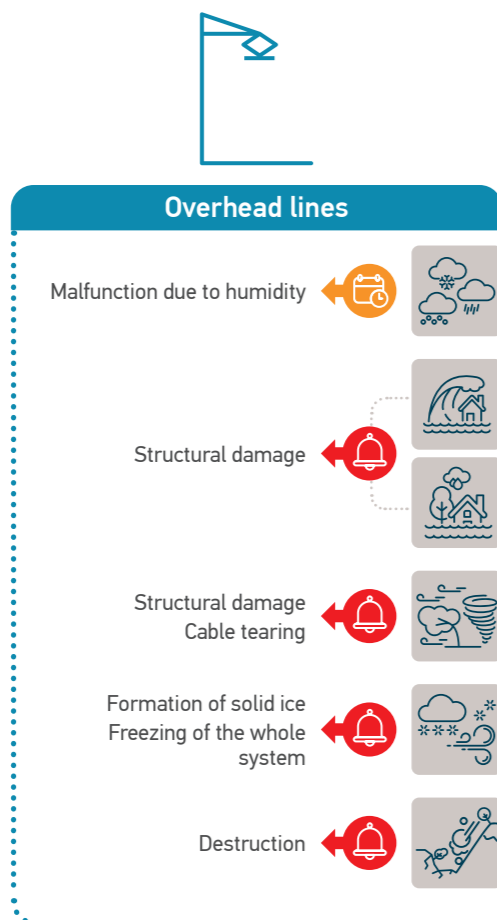 Overhead lines
Malfunction due to humidity
Structural damage
Structural damage
Cable tearing
Formation of solid ice
Freezing of the whole
system
Destruction